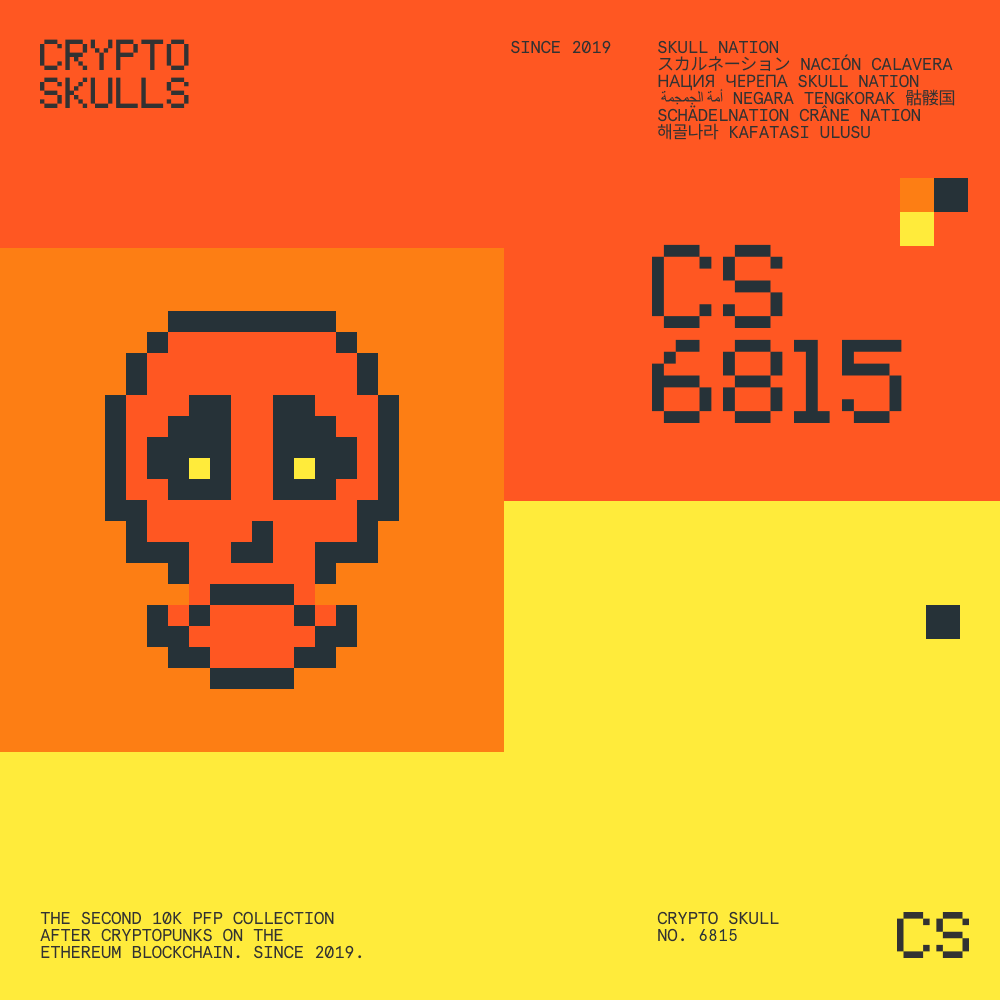 CRYPTO
SKULLS
SINCE 2019
SKULL NATION
スカルネーション NACIÓN CALAVERA
НАЦИЯ ЧЕРЕПА SKULL NATION
أمة الجمجمة NEGARA TENGKORAK 骷髅国
SCHÄDELNATION CRÂNE NATION
해골나라 KAFATASI ULUSU
CS
6815
THE SECOND 10K PFP COLLECTION
AFTER CRYPTOPUNKS ON THE
ETHEREUM BLOCKCHAIN. SINCE 2019.
CRYPTO SKULL
NO. 6815
CS